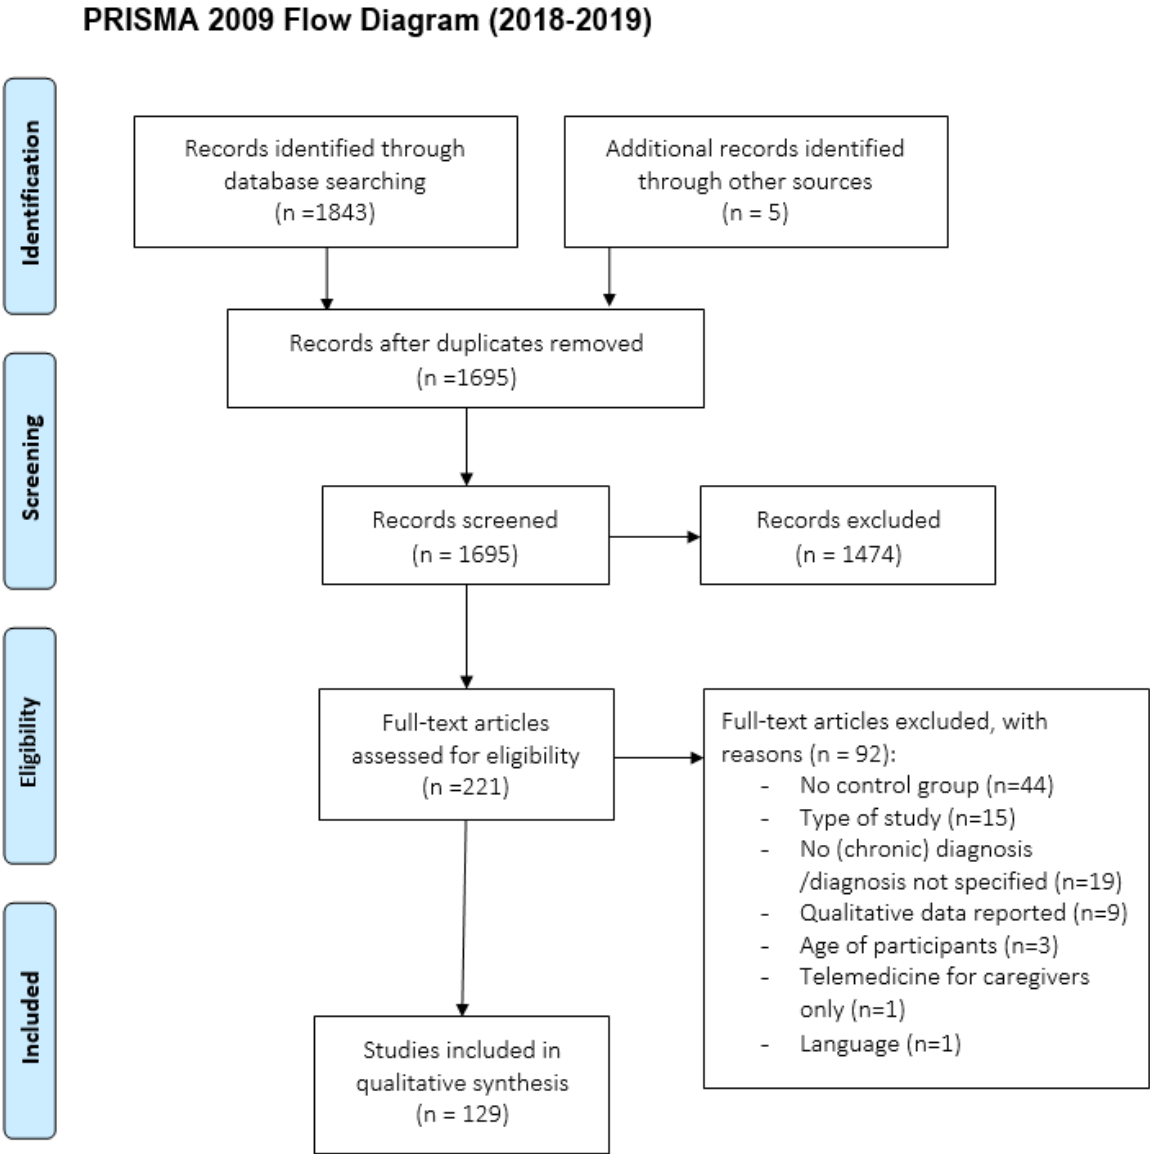 PRISMA 2009 Flow Diagram (2018-2019)
Identification
Records identified through
database searching
(n =1843)
Additional records identified
through other sources
(n = 5)
Records after duplicates removed
(n =1695)
Screening
Records screened
(n = 1695)
Records excluded
(n = 1474)
Eligibility
Full-text articles
assessed for eligibility
(n =221)
Full-text articles excluded, with
reasons (n = 92):
- No control group (n=44)
- Type of study (n=15)
- No (chronic) diagnosis
/diagnosis not specified (n=19)
- Qualitative data reported (n=9)
- Age of participants (n=3)
- Telemedicine for caregivers
only (n=1)
- Language (n=1)
Included
Studies included in
qualitative synthesis
(n = 129)